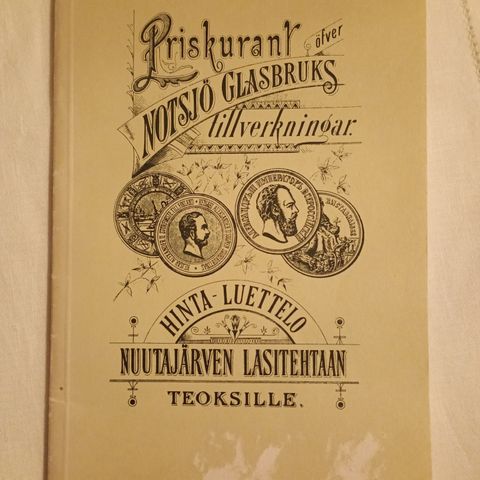 Priskurant
öfver
NOTSJÖ GLASBRUKS
tillverkningar.
HINTA-LUETTELO
NUUTAJÄRVEN LASITEHTAAN
TEOKSILLE.